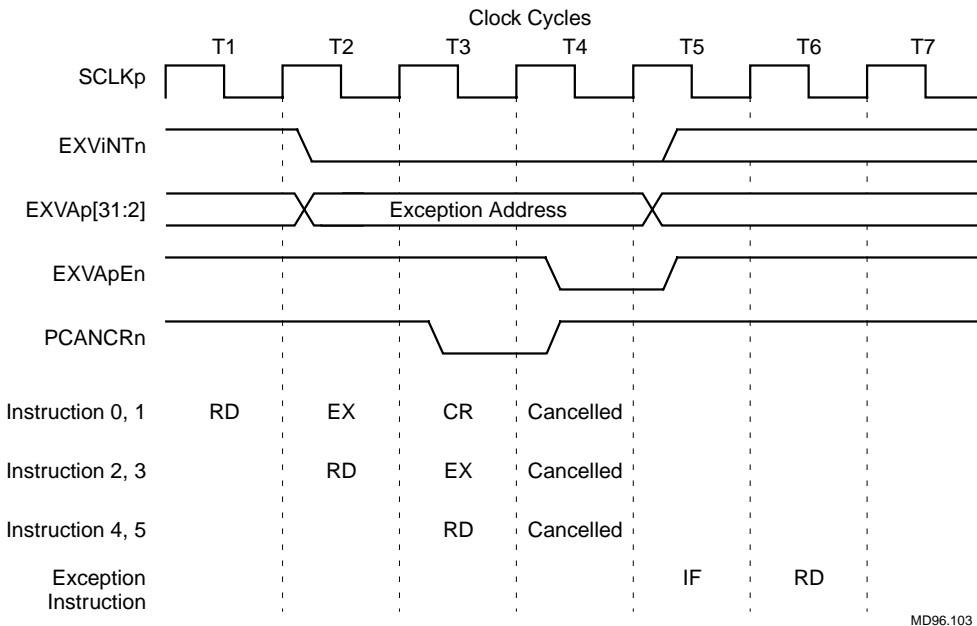 Clock Cycles
T1 T2 T3 T4 T5 T6 T7
SCLKp
EXViNTn
EXVAp[31:2] Exception Address
EXVApEn
PCANCRn
Instruction 0, 1 RD EX CR Cancelled
Instruction 2, 3 RD EX Cancelled
Instruction 4, 5 RD Cancelled
Exception
Instruction IF RD
MD96.103